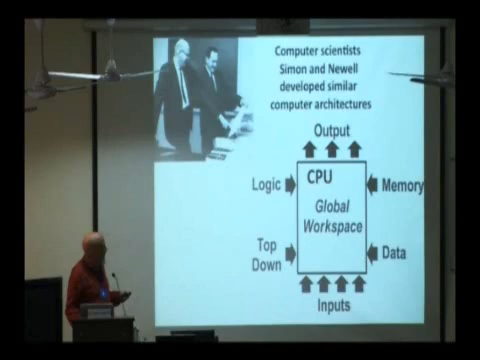 Computer scientists
Simon and Newell
developed similar
computer architectures
Output
CPU
Logic
Memory
Global
Workspace
Top
Down
Data
Inputs